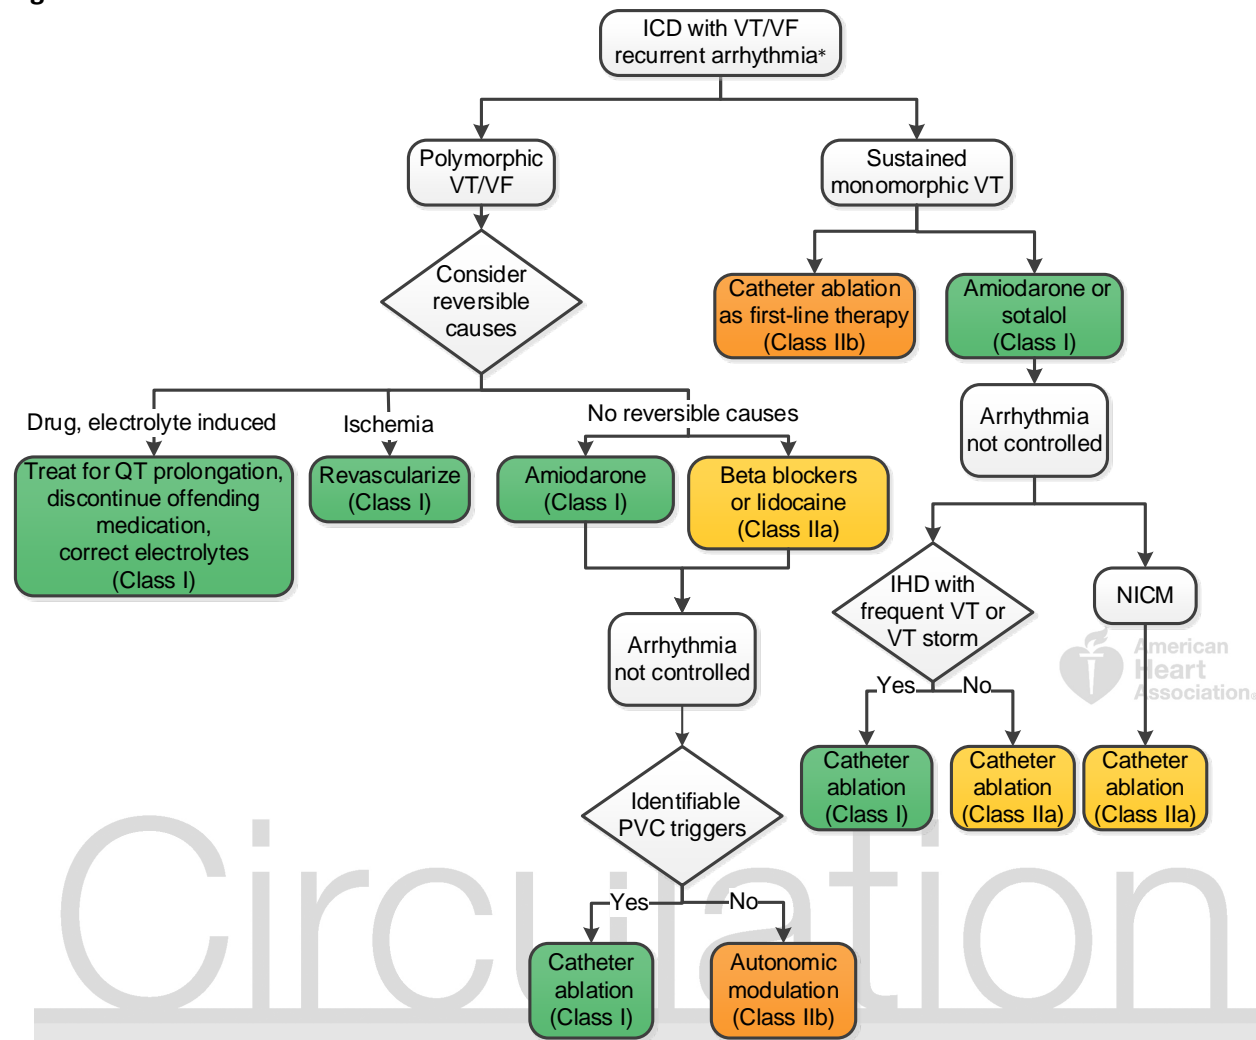 ICD with VT/VF
recurrent arrhythmia*
Polymorphic
VT/VF
Sustained
monomorphic VT
Consider
reversible
causes
Catheter ablation
as first-line therapy
(Class IIb)
Amiodarone or
sotalol
(Class I)
Drug, electrolyte induced
Ischemia
No reversible causes
Arrhythmia
not controlled
Treat for QT prolongation,
discontinue offending
medication,
correct electrolytes
(Class I)
Revascularize
(Class I)
Amiodarone
(Class I)
Beta blockers
or lidocaine
(Class IIa)
IHD with
frequent VT or
VT storm
NICM
Arrhythmia
not controlled
American
Heart
Association®
Yes
No
Catheter
ablation
(Class I)
Catheter
ablation
(Class IIa)
Catheter
ablation
(Class IIa)
Identifiable
PVC triggers
Yes
No
Catheter
ablation
(Class I)
Autonomic
modulation
(Class IIb)
Circulation